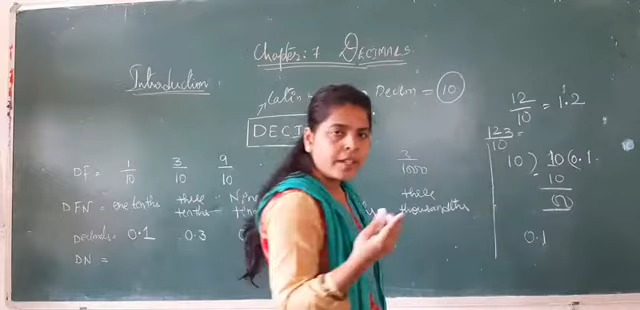 Chapter: 7 DECIMALS
Introduction
Latin Decem = 10
DECI
12/10 = 1.2
123/10 =
DF = 1/10 3/10 9/10 3/1000
10) 10 (0.1
10
0
DFN = one tenths three tenths Nine three thousandths
Decimals = 0.1 0.3
0.1
DN =